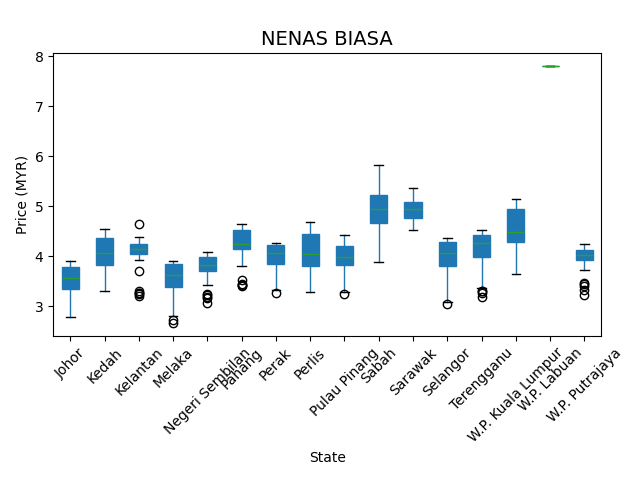 NENAS BIASA
8
7
6
5
4
3
Price (MYR)
Johor
Kedah
Kelantan
Melaka
Negeri Sembilan
Pahang
Perak
Perlis
Pulau Pinang
Sabah
Sarawak
Selangor
Terengganu
W.P. Kuala Lumpur
W.P. Labuan
W.P. Putrajaya
State